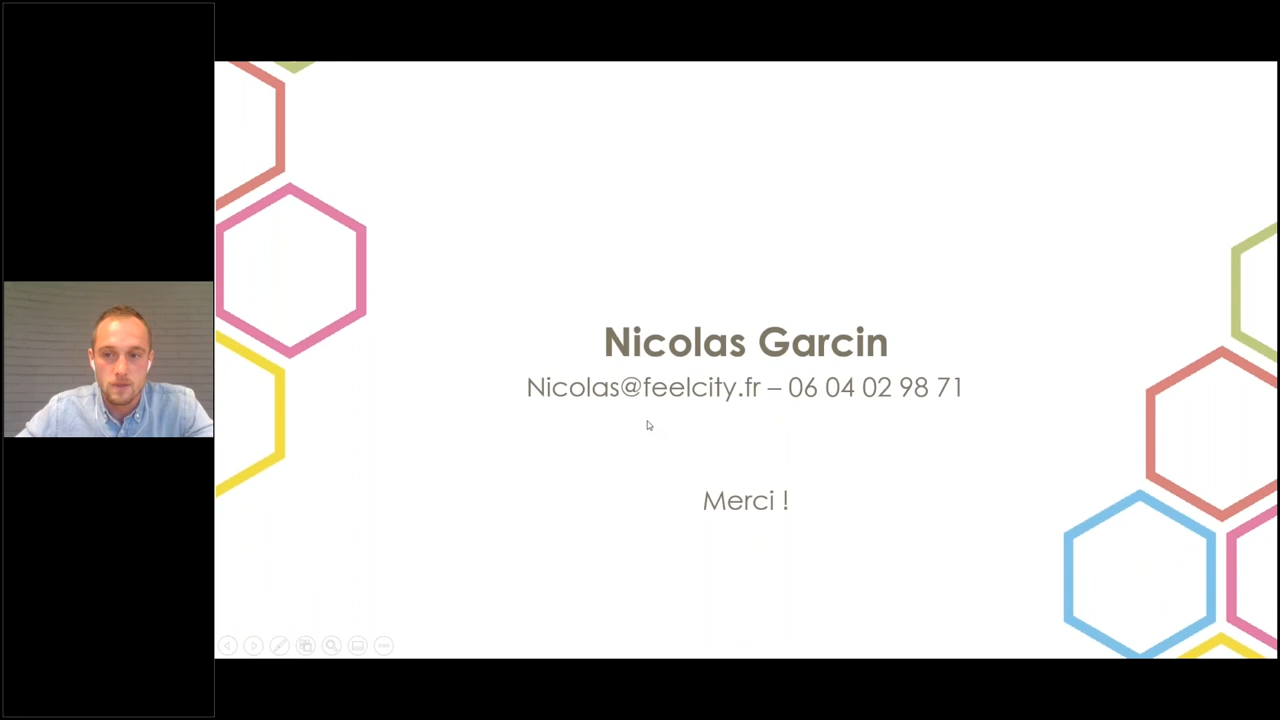 Nicolas Garcin
Nicolas@feelcity.fr – 06 04 02 98 71
Merci !